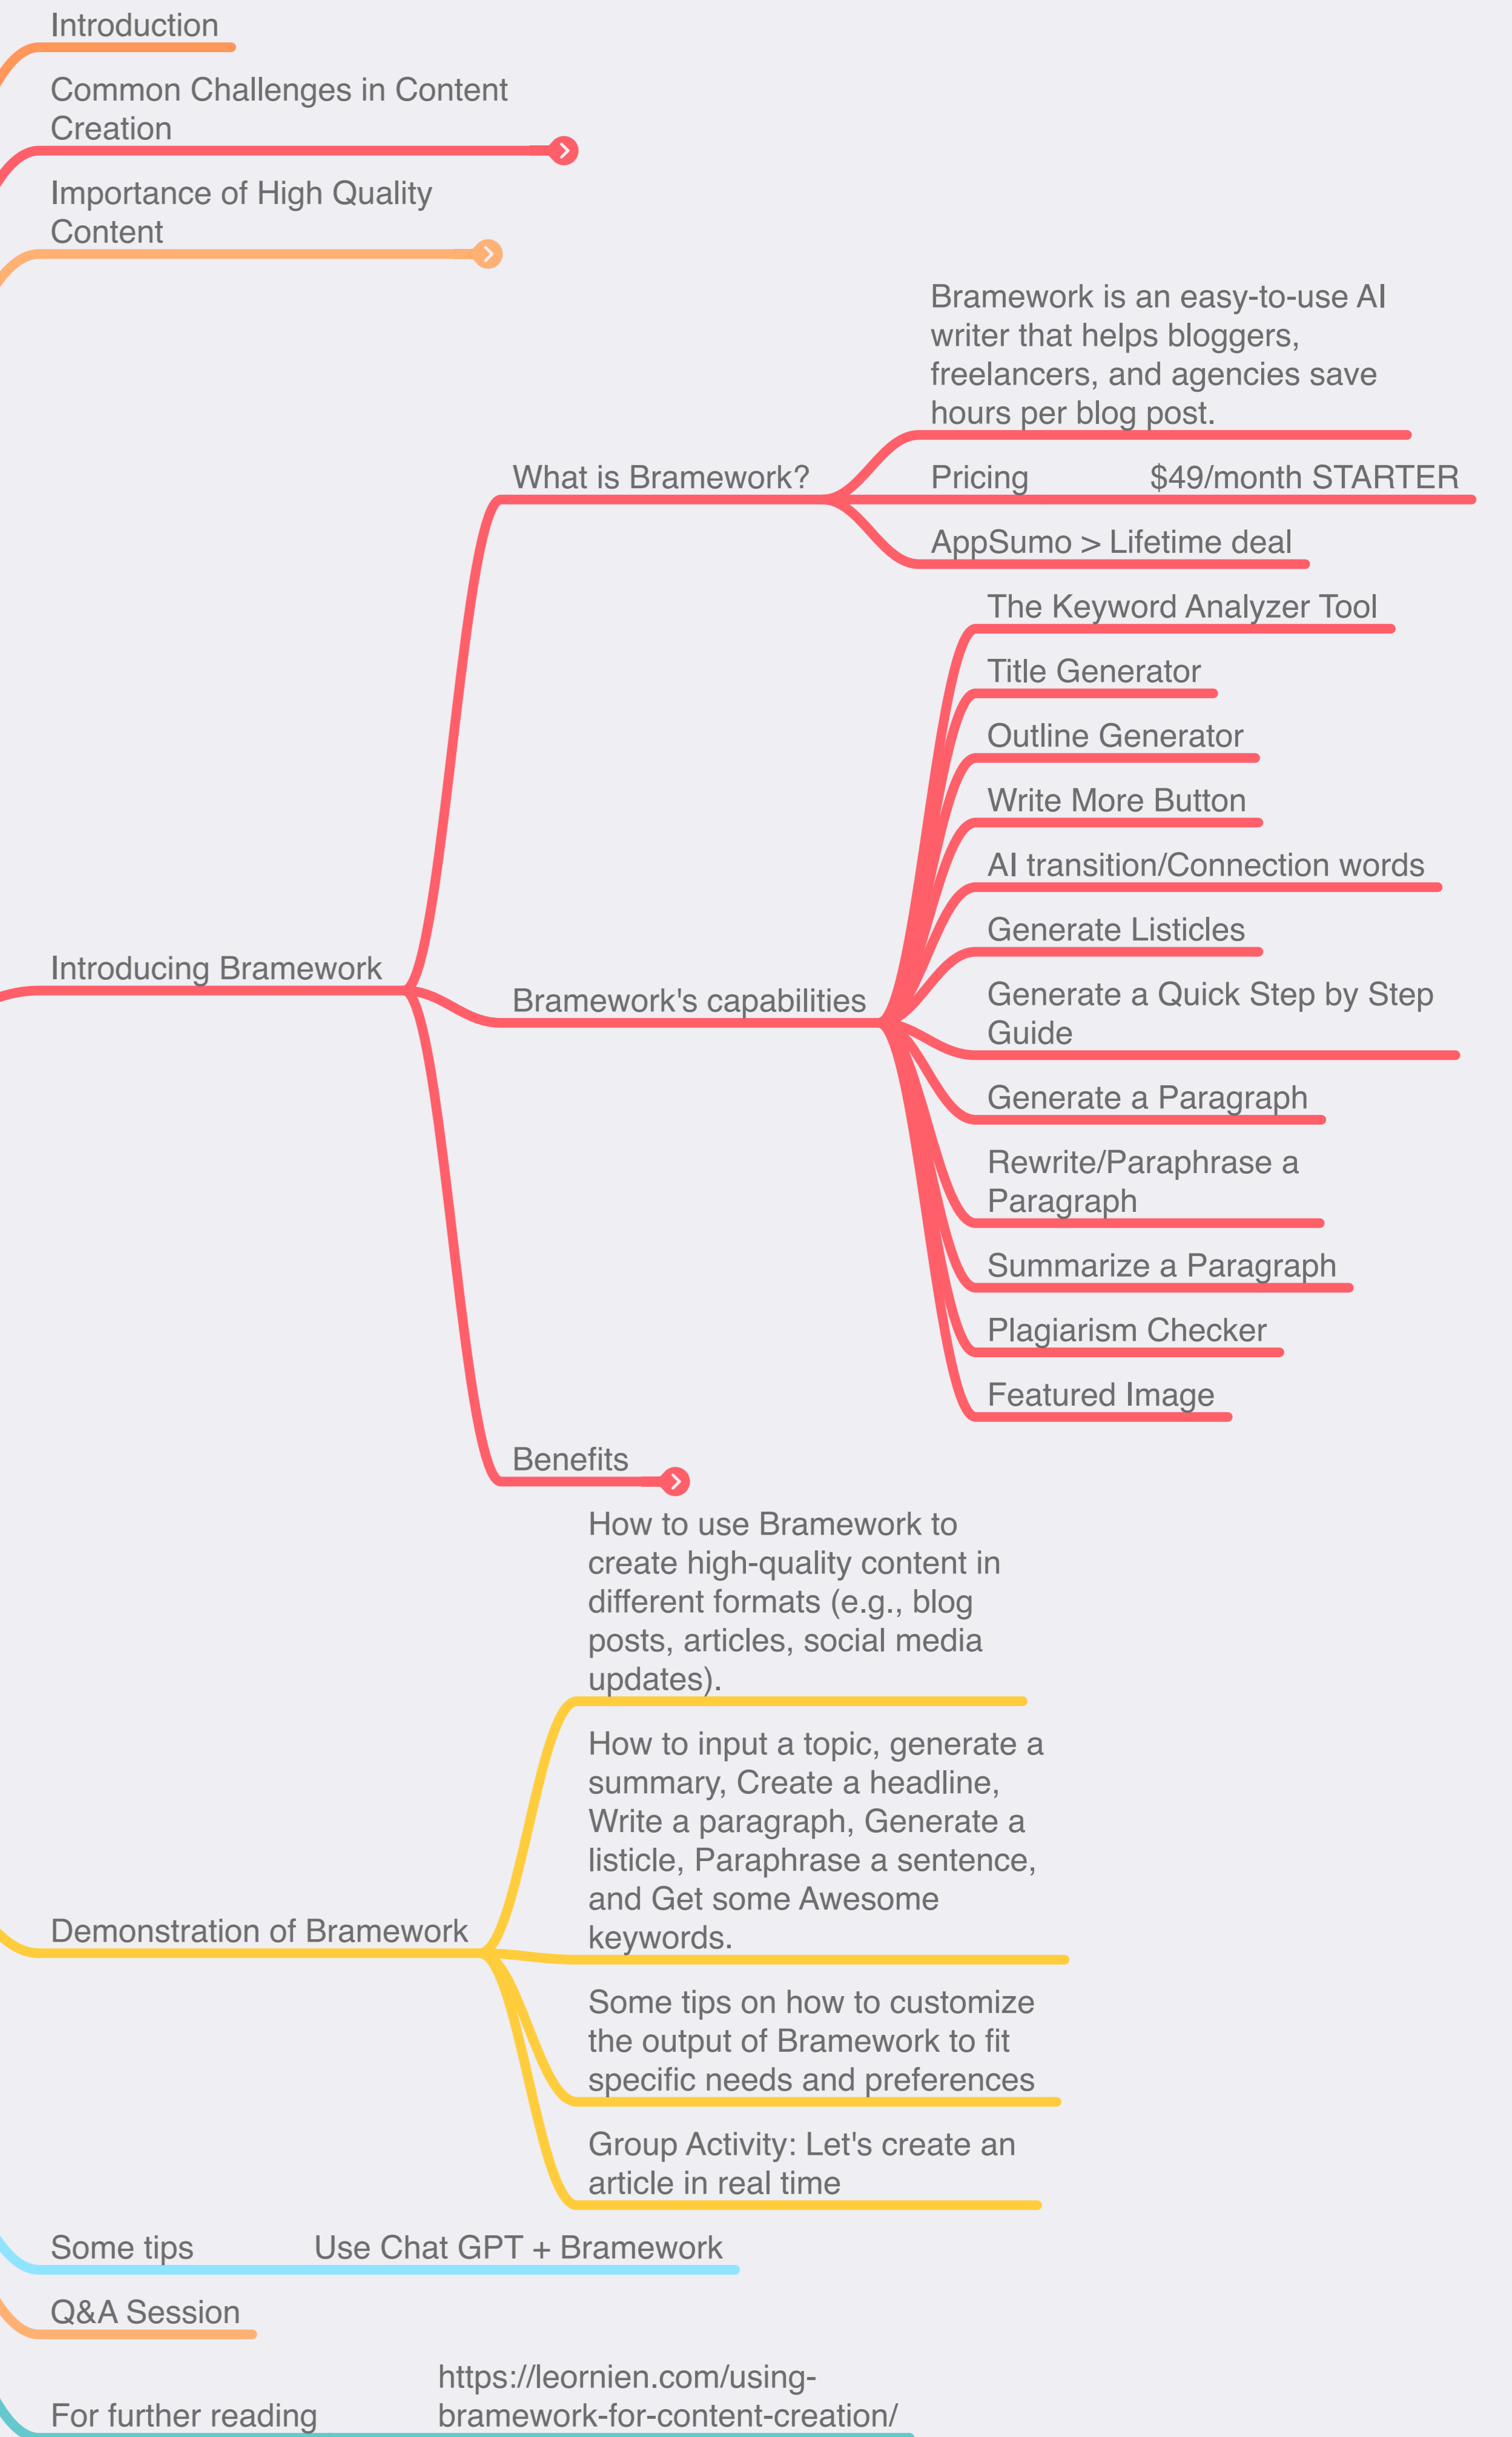 Introduction
Common Challenges in Content
Creation
Importance of High Quality
Content
Introducing Bramework
What is Bramework?
Bramework is an easy-to-use AI
writer that helps bloggers,
freelancers, and agencies save
hours per blog post.
Pricing
$49/month STARTER
AppSumo > Lifetime deal
Bramework's capabilities
The Keyword Analyzer Tool
Title Generator
Outline Generator
Write More Button
AI transition/Connection words
Generate Listicles
Generate a Quick Step by Step
Guide
Generate a Paragraph
Rewrite/Paraphrase a
Paragraph
Summarize a Paragraph
Plagiarism Checker
Featured Image
Benefits
Demonstration of Bramework
How to use Bramework to
create high-quality content in
different formats (e.g., blog
posts, articles, social media
updates).
How to input a topic, generate a
summary, Create a headline,
Write a paragraph, Generate a
listicle, Paraphrase a sentence,
and Get some Awesome
keywords.
Some tips on how to customize
the output of Bramework to fit
specific needs and preferences
Group Activity: Let's create an
article in real time
Some tips
Use Chat GPT + Bramework
Q&A Session
For further reading
https://leornien.com/using-
bramework-for-content-creation/